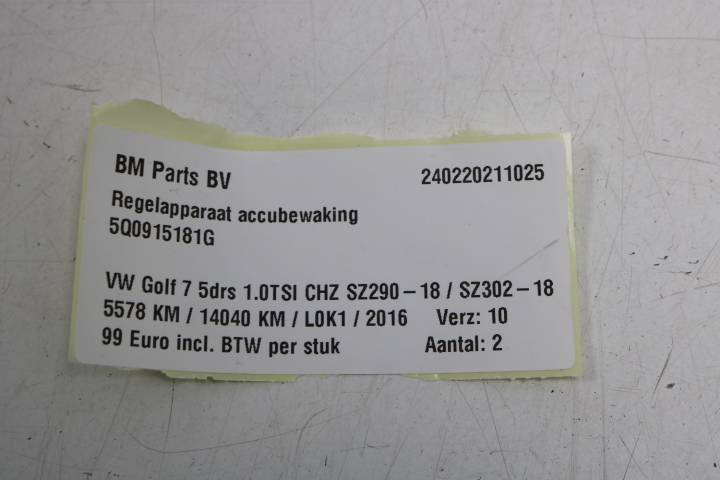 BM Parts BV 240220211025
Regelapparaat accubewaking
5Q0915181G
VW Golf 7 5drs 1.0TSI CHZ SZ290-18 / SZ302-18
5578 KM / 14040 KM / L0K1 / 2016 Verz: 10
99 Euro incl. BTW per stuk Aantal: 2